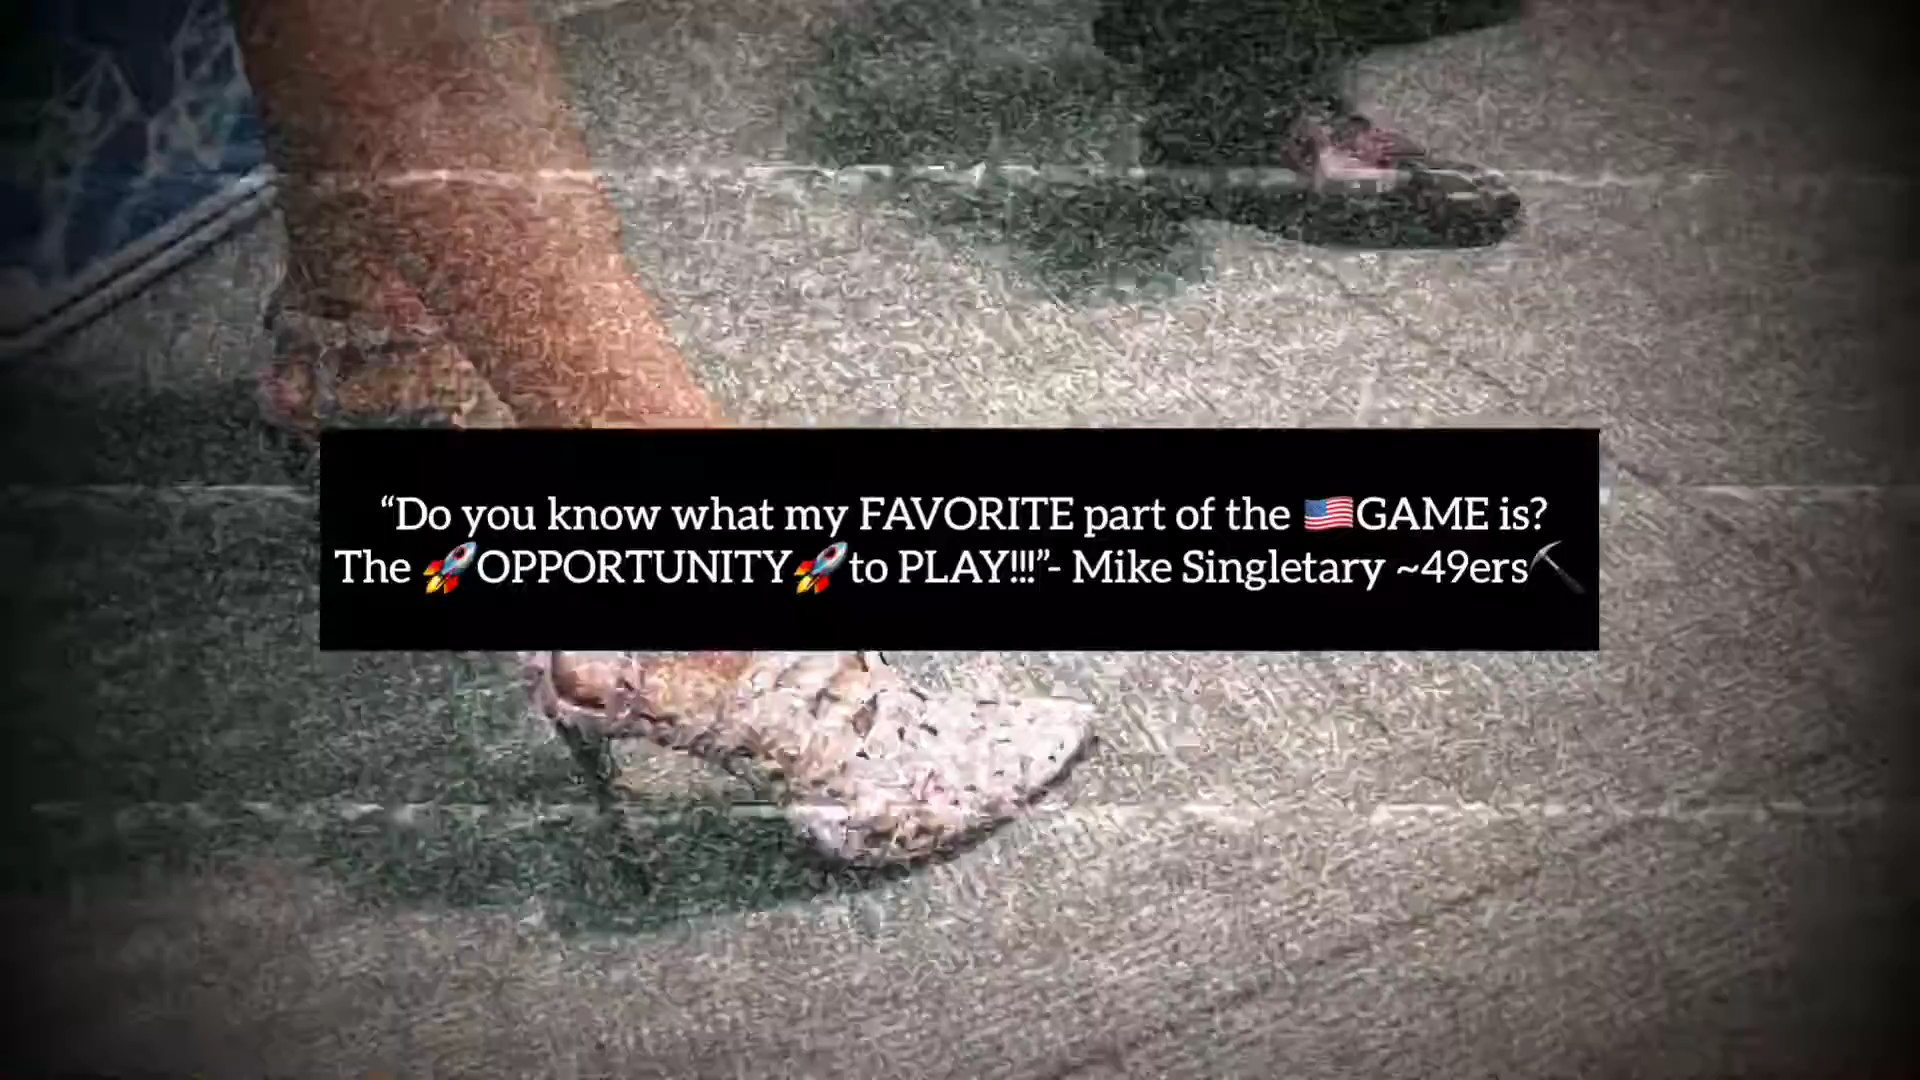 “Do you know what my FAVORITE part of the 🇺🇸GAME is?
The 🚀OPPORTUNITY🚀to PLAY!!!”- Mike Singletary ~49ers⛏